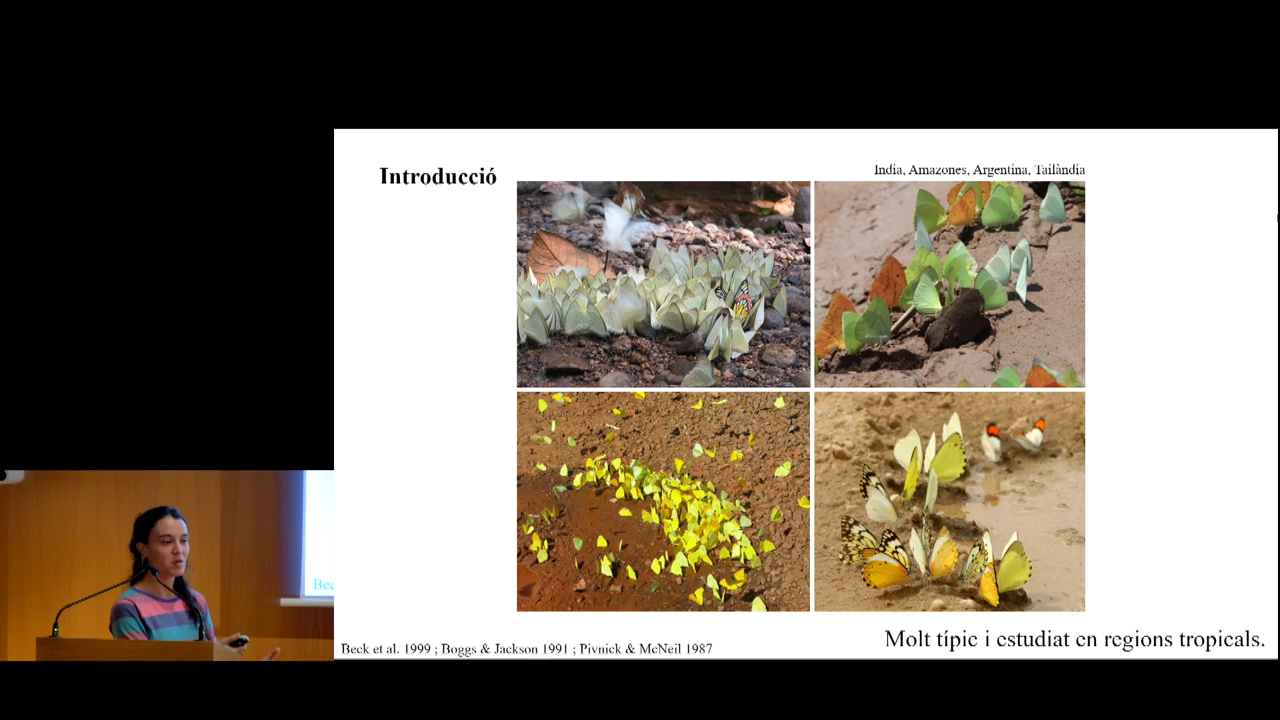 Introducció
India, Amazones, Argentina, Tailàndia
Beck et al. 1999 ; Boggs & Jackson 1991 ; Pivnick & McNeil 1987
Molt típic i estudiat en regions tropicals.
Bec